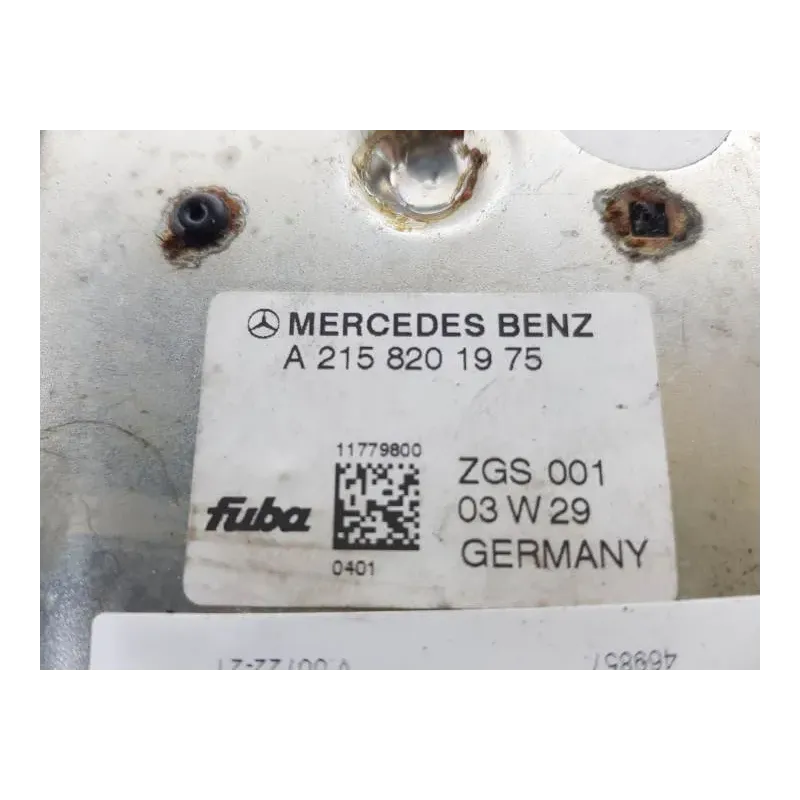 MERCEDES BENZ
A 215 820 19 75
11779800
ZGS 001
fuba
03 W 29
0401
GERMANY